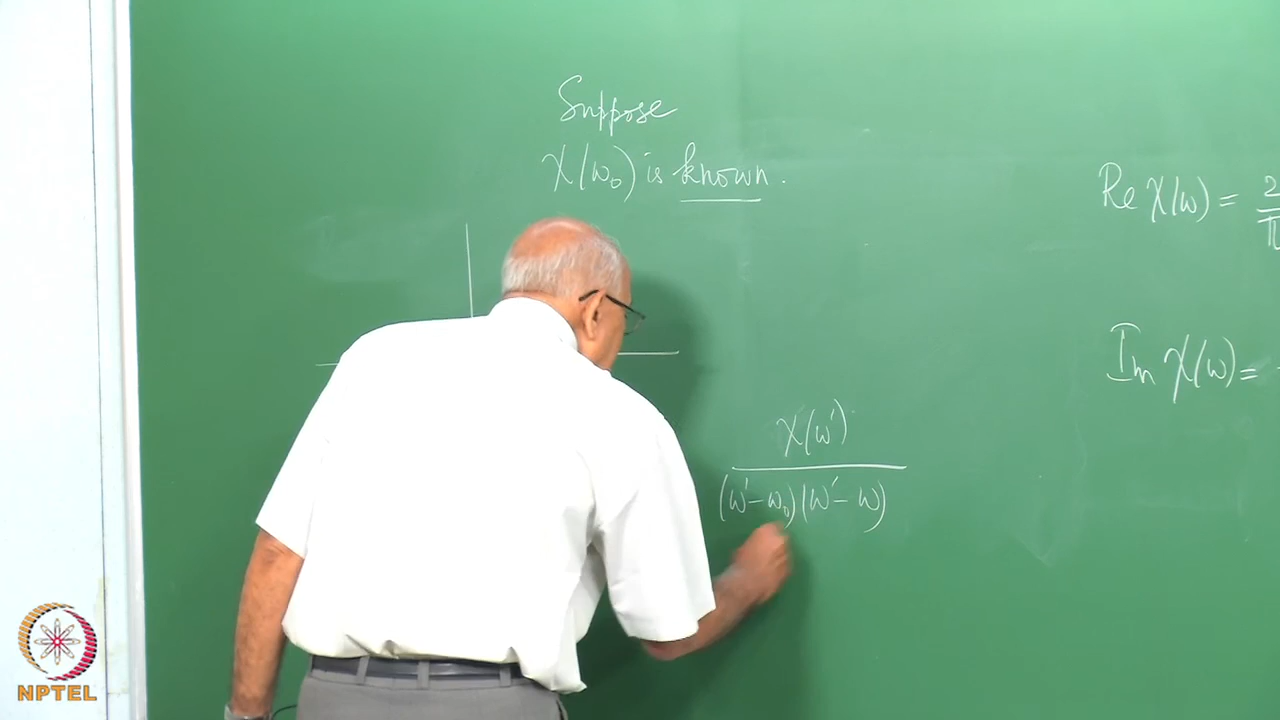 Suppose
χ(ω₀) is known.
Re χ(ω) = 2/π
Im χ(ω) =
χ(ω')
(ω'-ω₀)(ω'-ω)
NPTEL